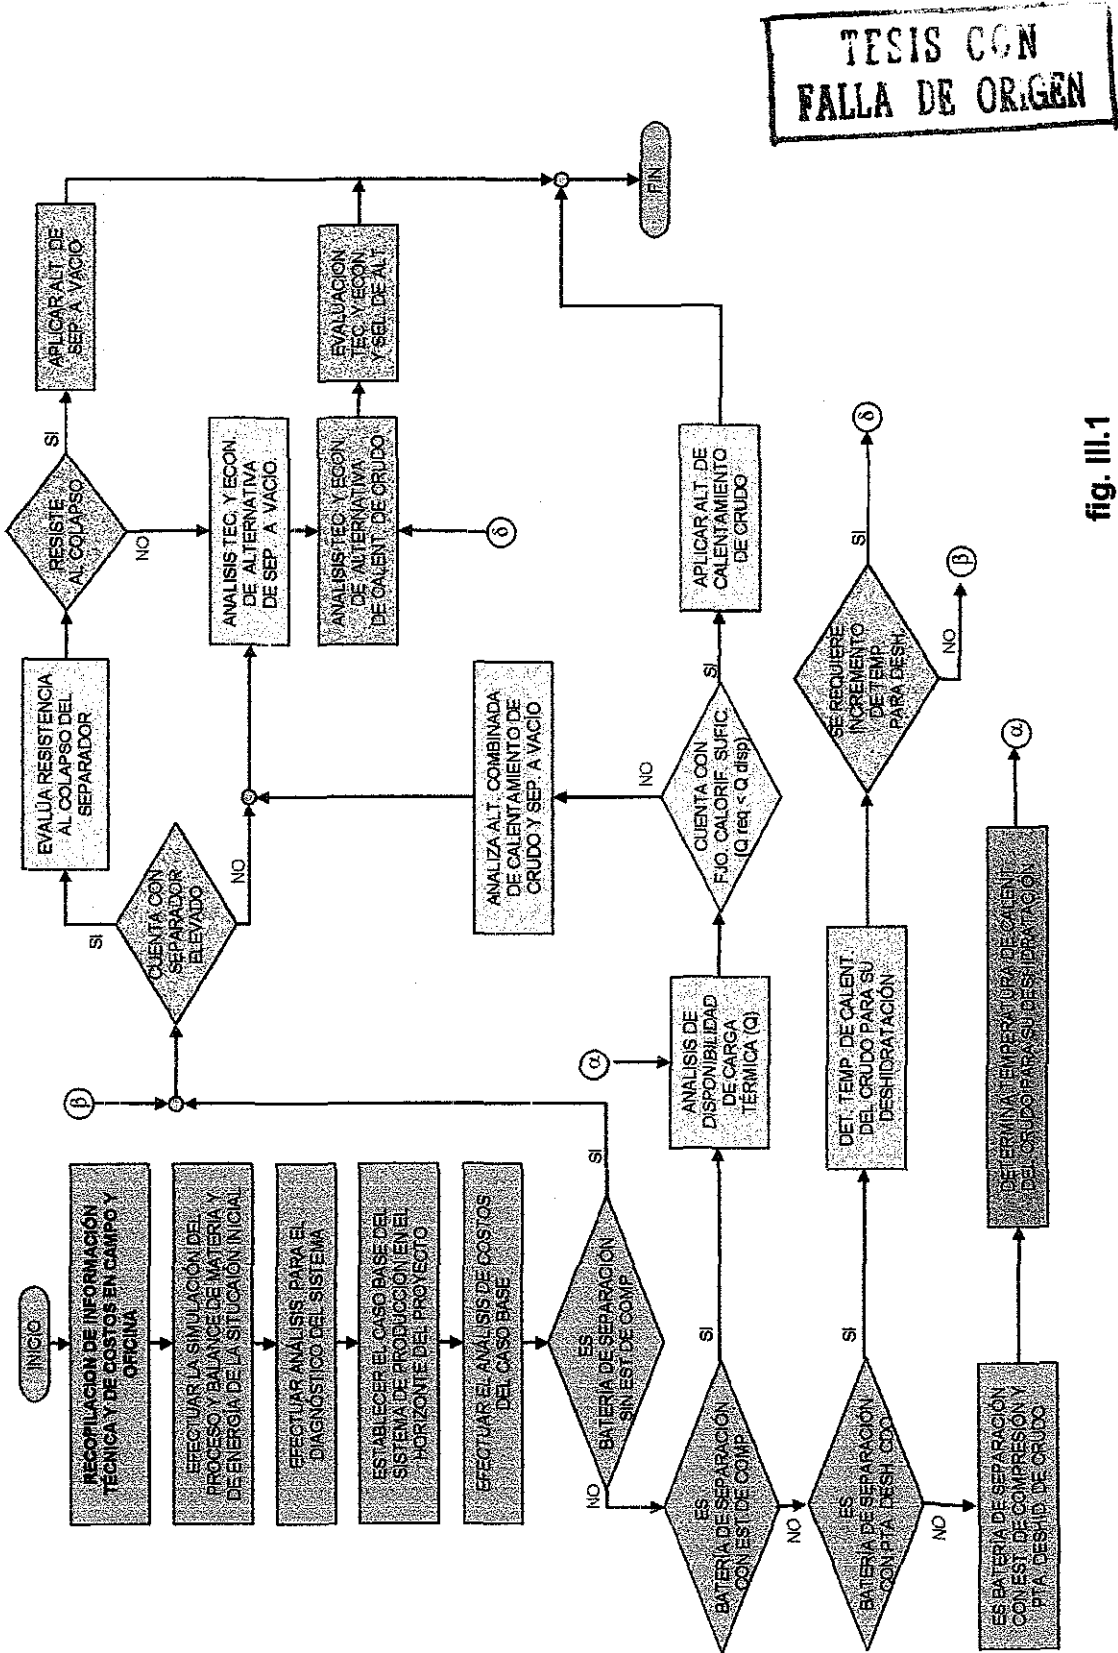 TESIS CON
FALLA DE ORIGEN
INICIO
RECOPILACION DE INFORMACIÓN
TÉCNICA Y DE COSTOS EN CAMPO Y
OFICINA
EFECTUAR LA SIMULACIÓN DEL
PROCESO Y BALANCE DE MATERIA Y
DE ENERGIA DE LA SITUCAIÓN INICIAL
EFECTUAR ANÁLISIS PARA EL
DIAGNÓSTICO DEL SISTEMA
ESTABLECER EL CASO BASE DEL
SISTEMA DE PRODUCCIÓN EN EL
HORIZONTE DEL PROYECTO
EFECTUAR EL ANÁLISIS DE COSTOS
DEL CASO BASE
ES
BATERÍA DE SEPARACIÓN
SIN EST DE COMP.
SI
NO
β
CUENTA CON
SEPARADOR
ELEVADO
SI
NO
EVALÚA RESISTENCIA
AL COLAPSO DEL
SEPARADOR
RESISTE
AL COLAPSO
SI
NO
APLICAR ALT. DE
SEP. A VACIO
ANALISIS TEC. Y ECON.
DE ALTERNATIVA
DE SEP. A VACIO.
ANALISIS TEC. Y ECON.
DE ALTERNATIVA
DE CALENT. DE CRUDO
δ
EVALUACION
TEC. Y ECON.
Y SEL. DE ALT.
FIN
ES
BATERÍA DE SEPARACIÓN
CON EST. DE COMP.
SI
NO
α
ANÁLISIS DE
DISPONIBILIDAD
DE CARGA
TÉRMICA (Q)
CUENTA CON
FJO. CALORIF. SUFIC.
(Q req < Q disp)
NO
SI
ANALIZA ALT COMBINADA
DE CALENTAMIENTO DE
CRUDO Y SEP. A VACÍO
APLICAR ALT. DE
CALENTAMIENTO
DE CRUDO
ES
BATERÍA DE SEPARACIÓN
CON PTA. DESH. CDO.
SI
NO
DET. TEMP. DE CALENT.
DEL CRUDO PARA SU
DESHIDRATACIÓN
SE REQUIERE
INCREMENTO
DE TEMP.
PARA DESH.
SI
δ
NO
β
ES BATERÍA DE SEPARACIÓN
CON EST. DE COMPRESIÓN Y
PTA. DESHID. DE CRUDO
DETERMINA TEMPERATURA DE CALENT.
DEL CRUDO PARA SU DESHIDRATACIÓN
α
fig. III.1